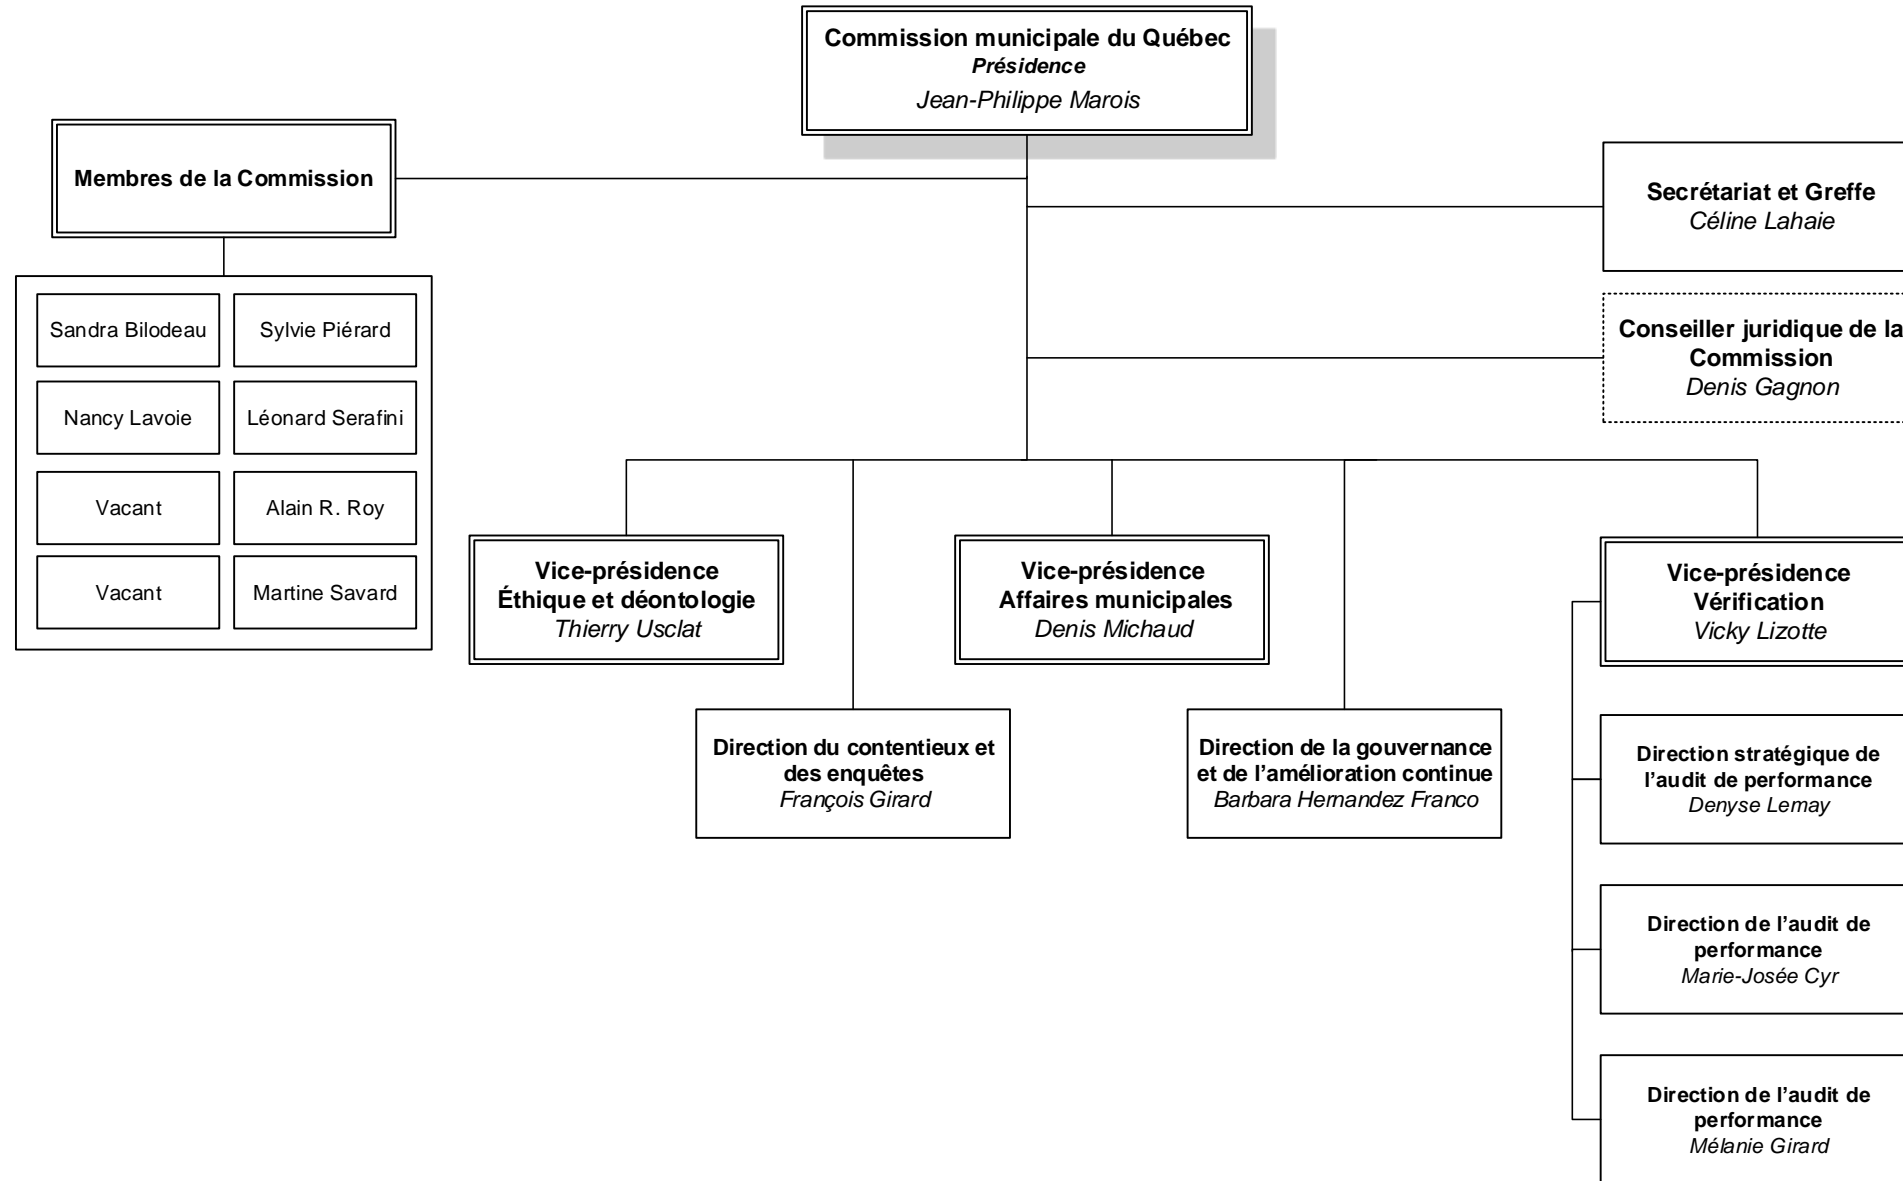 Commission municipale du Québec
Présidence
Jean-Philippe Marois
Membres de la Commission
Sandra Bilodeau
Sylvie Piérard
Nancy Lavoie
Léonard Serafini
Vacant
Alain R. Roy
Vacant
Martine Savard
Secrétariat et Greffe
Céline Lahaie
Conseiller juridique de la
Commission
Denis Gagnon
Vice-présidence
Éthique et déontologie
Thierry Usclat
Vice-présidence
Affaires municipales
Denis Michaud
Vice-présidence
Vérification
Vicky Lizotte
Direction du contentieux et
des enquêtes
François Girard
Direction de la gouvernance
et de l’amélioration continue
Barbara Hernandez Franco
Direction stratégique de
l’audit de performance
Denyse Lemay
Direction de l’audit de
performance
Marie-Josée Cyr
Direction de l’audit de
performance
Mélanie Girard